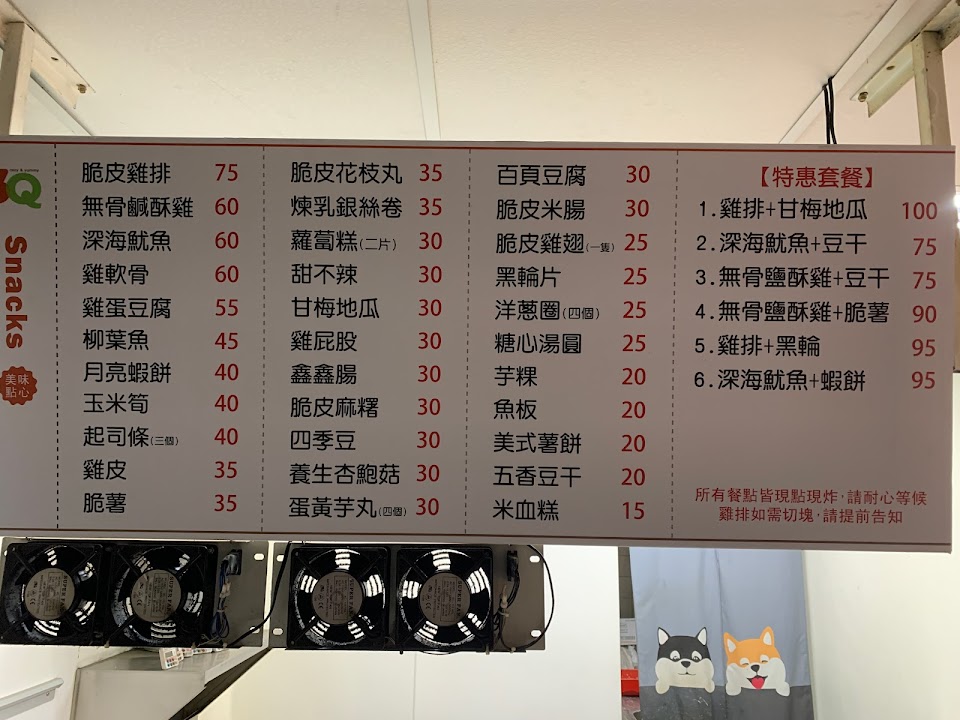 Q
Snacks
美味
點心
脆皮雞排 75
無骨鹹酥雞 60
深海魷魚 60
雞軟骨 60
雞蛋豆腐 55
柳葉魚 45
月亮蝦餅 40
玉米筍 40
起司條(三個) 40
雞皮 35
脆薯 35
脆皮花枝丸 35
煉乳銀絲卷 35
蘿蔔糕(二片) 30
甜不辣 30
甘梅地瓜 30
雞屁股 30
鑫鑫腸 30
脆皮麻糬 30
四季豆 30
養生杏鮑菇 30
蛋黃芋丸(四個) 30
百頁豆腐 30
脆皮米腸 30
脆皮雞翅(一隻) 25
黑輪片 25
洋蔥圈(四個) 25
糖心湯圓 25
芋粿 20
魚板 20
美式薯餅 20
五香豆干 20
米血糕 15
【特惠套餐】
1.雞排+甘梅地瓜 100
2.深海魷魚+豆干 75
3.無骨鹽酥雞+豆干 75
4.無骨鹽酥雞+脆薯 90
5.雞排+黑輪 95
6.深海魷魚+蝦餅 95
所有餐點皆現點現炸,請耐心等候
雞排如需切塊,請提前告知